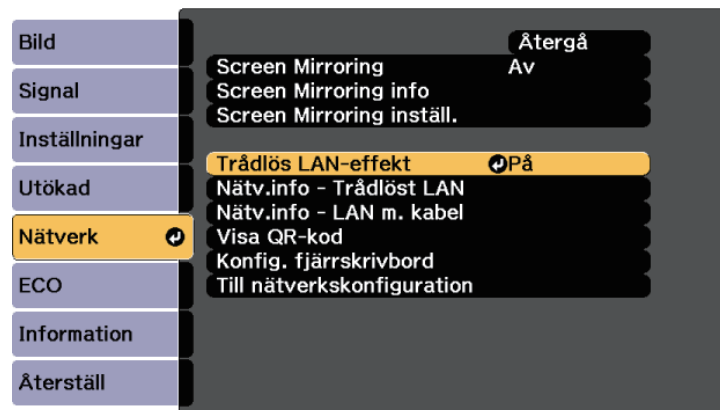 Bild
Signal
Inställningar
Utökad
Nätverk
ECO
Information
Återställ
Återgå
Screen Mirroring Av
Screen Mirroring info
Screen Mirroring inställ.
Trådlös LAN-effekt På
Nätv.info - Trådlöst LAN
Nätv.info - LAN m. kabel
Visa QR-kod
Konfig. fjärrskrivbord
Till nätverkskonfiguration